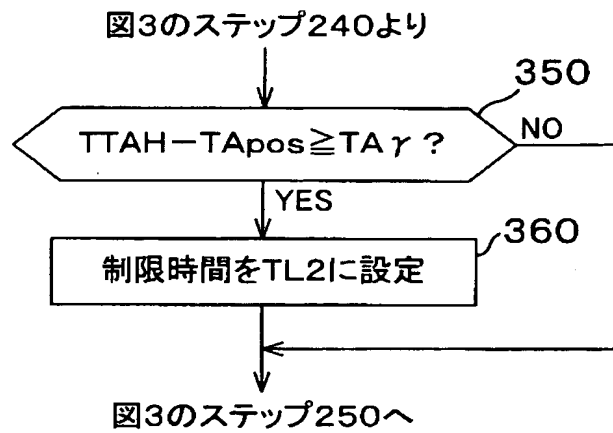 図3のステップ240より
350
TTAH－TApos≧TAγ？
NO
YES
360
制限時間をTL2に設定
図3のステップ250へ